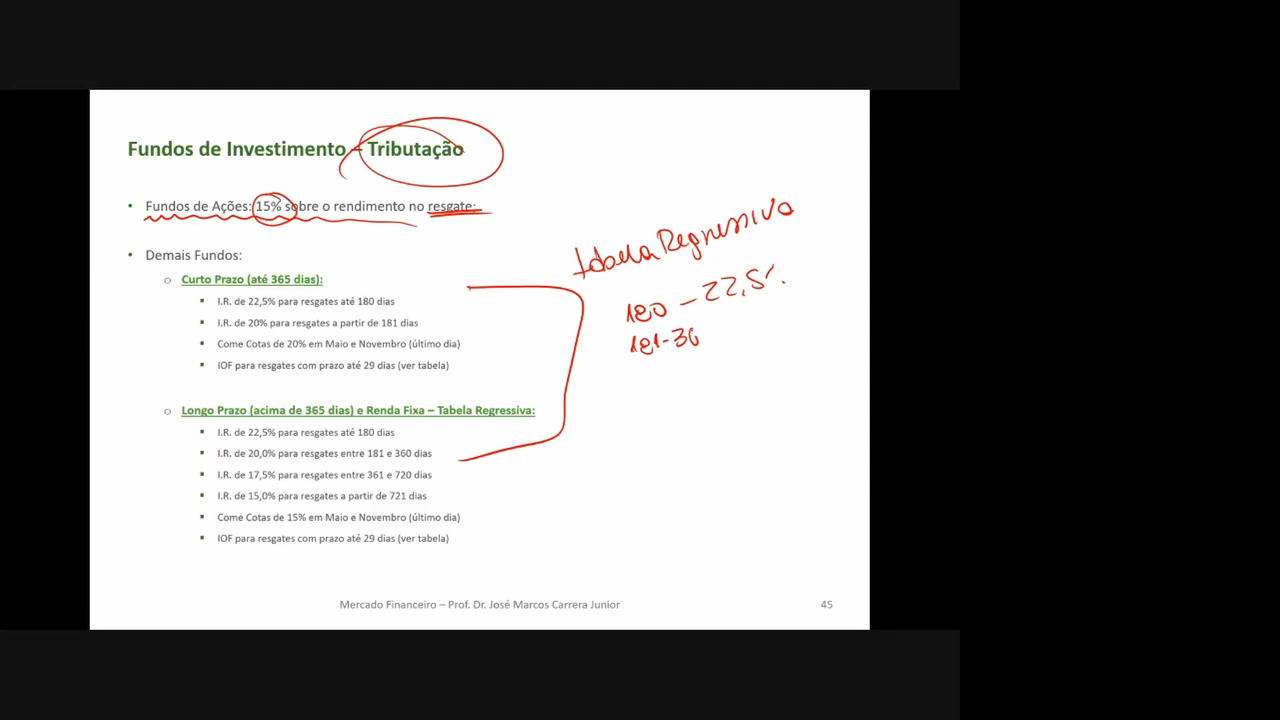 Fundos de Investimento – Tributação
• Fundos de Ações: 15% sobre o rendimento no resgate;
• Demais Fundos:
o Curto Prazo (até 365 dias):
▪ I.R. de 22,5% para resgates até 180 dias
▪ I.R. de 20% para resgates a partir de 181 dias
▪ Come Cotas de 20% em Maio e Novembro (último dia)
▪ IOF para resgates com prazo até 29 dias (ver tabela)
o Longo Prazo (acima de 365 dias) e Renda Fixa – Tabela Regressiva:
▪ I.R. de 22,5% para resgates até 180 dias
▪ I.R. de 20,0% para resgates entre 181 e 360 dias
▪ I.R. de 17,5% para resgates entre 361 e 720 dias
▪ I.R. de 15,0% para resgates a partir de 721 dias
▪ Come Cotas de 15% em Maio e Novembro (último dia)
▪ IOF para resgates com prazo até 29 dias (ver tabela)
tabela Regressiva
180 – 22,5%
181-36
Mercado Financeiro – Prof. Dr. José Marcos Carrera Junior
45